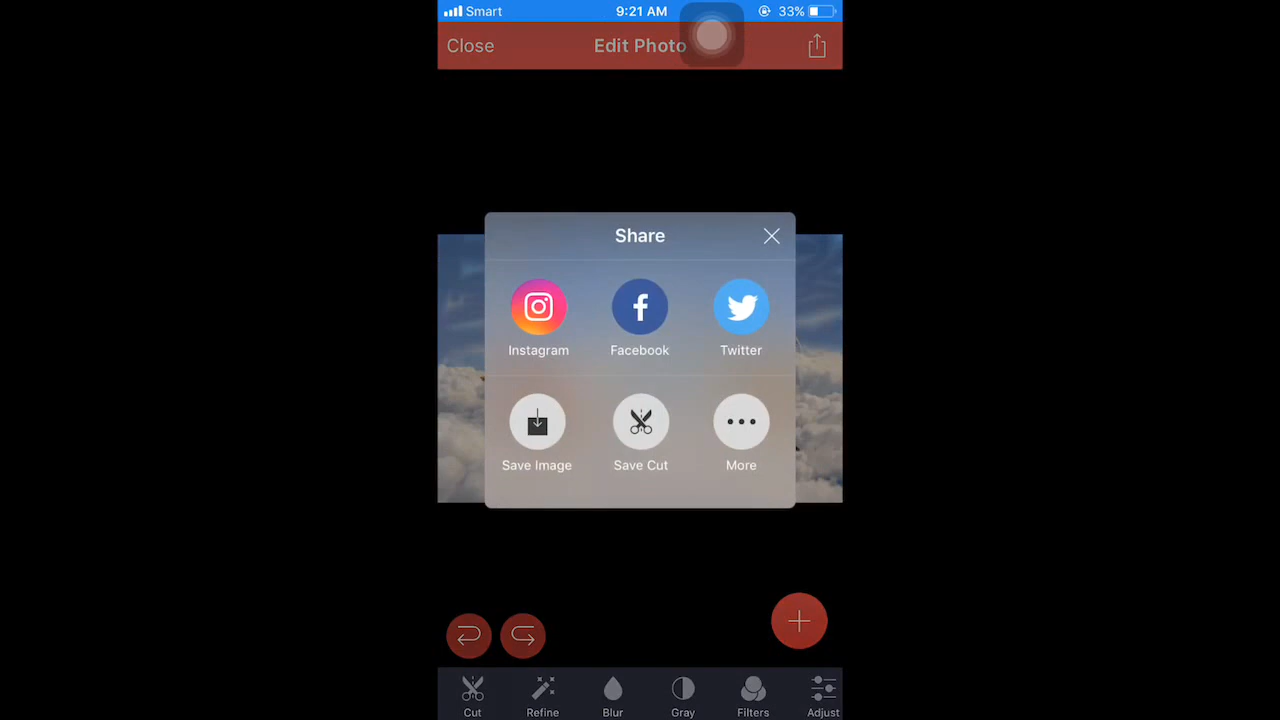 Smart 9:21 AM 33%
Close Edit Photo
Share
Instagram Facebook Twitter
Save Image Save Cut More
Cut Refine Blur Gray Filters Adjust